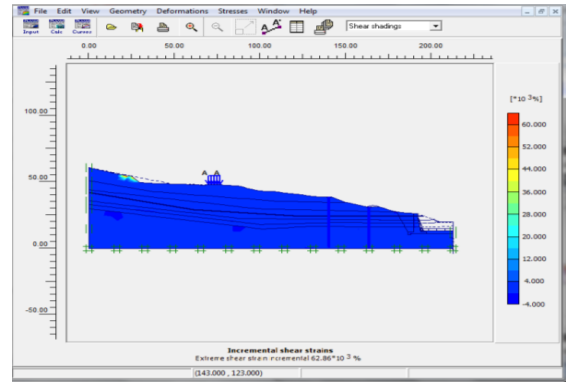 File Edit View Geometry Deformations Stresses Window Help
Input Calc Curves Shear shadings
0.00 50.00 100.00 150.00 200.00
[*10 3%]
100.00
50.00
0.00
-50.00
A A
60.000
52.000
44.000
36.000
28.000
20.000
12.000
4.000
-4.000
Incremental shear strains
Extreme shear strain incremental 62.86*10 3 %
(143.000 , 123.000)